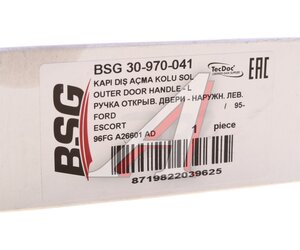 BSG 30-970-041
TecDoc
EAC
KAPI DIŞ AÇMA KOLU SOL
OUTER DOOR HANDLE - L
РУЧКА ОТКРЫВ. ДВЕРИ - НАРУЖН. ЛЕВ.
FORD / 95-
ESCORT
96FG A26601 AD
1 piece
BSG
8719822039625